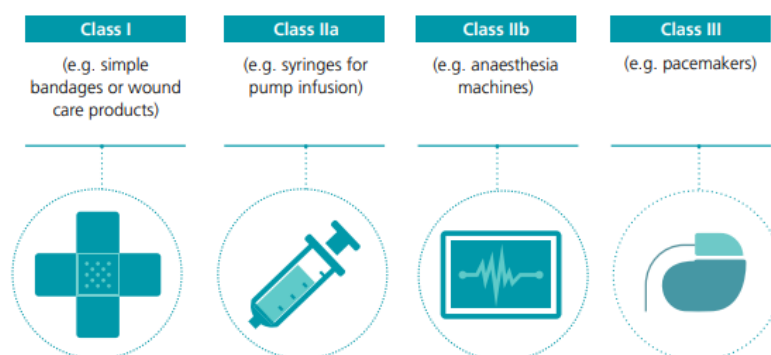 Class I
(e.g. simple
bandages or wound
care products)
Class IIa
(e.g. syringes for
pump infusion)
Class IIb
(e.g. anaesthesia
machines)
Class III
(e.g. pacemakers)